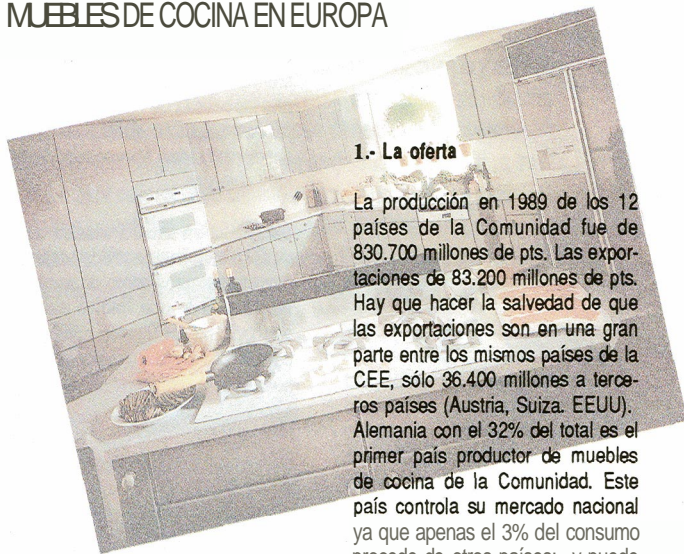 MUEBLES DE COCINA EN EUROPA
1.- La oferta
La producción en 1989 de los 12
países de la Comunidad fue de
830.700 millones de pts. Las expor-
taciones de 83.200 millones de pts.
Hay que hacer la salvedad de que
las exportaciones son en una gran
parte entre los mismos países de la
CEE, sólo 36.400 millones a terce-
ros países (Austria, Suiza. EEUU).
Alemania con el 32% del total es el
primer país productor de muebles
de cocina de la Comunidad. Este
país controla su mercado nacional
ya que apenas el 3% del consumo
procede de otros países; y puede